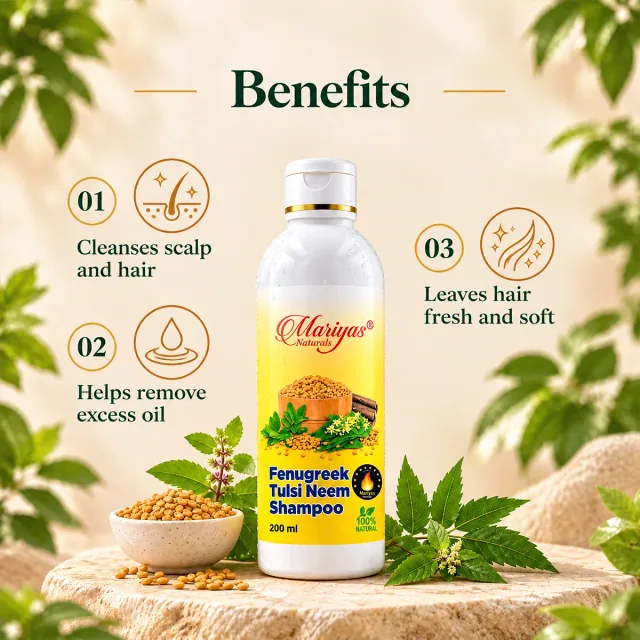 Benefits
01
Cleanses scalp
and hair
02
Helps remove
excess oil
03
Leaves hair
fresh and soft
Mariyas®
Naturals
Fenugreek
Tulsi Neem
Shampoo
200 ml
Mariyas
100%
NATURAL